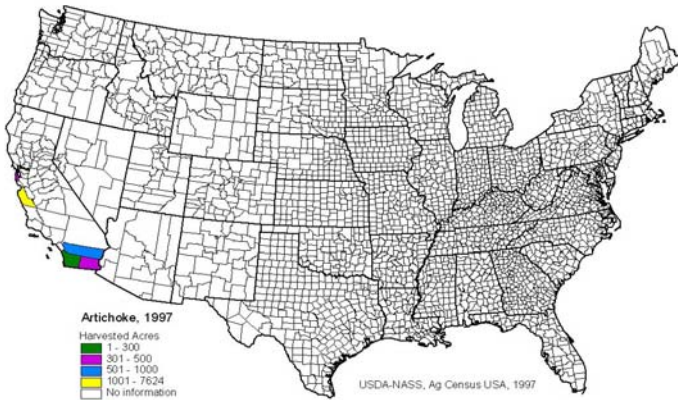 Artichoke, 1997
Harvested Acres
1 - 300
301 - 500
501 - 1000
1001 - 7624
No information
USDA-NASS, Ag Census USA, 1997